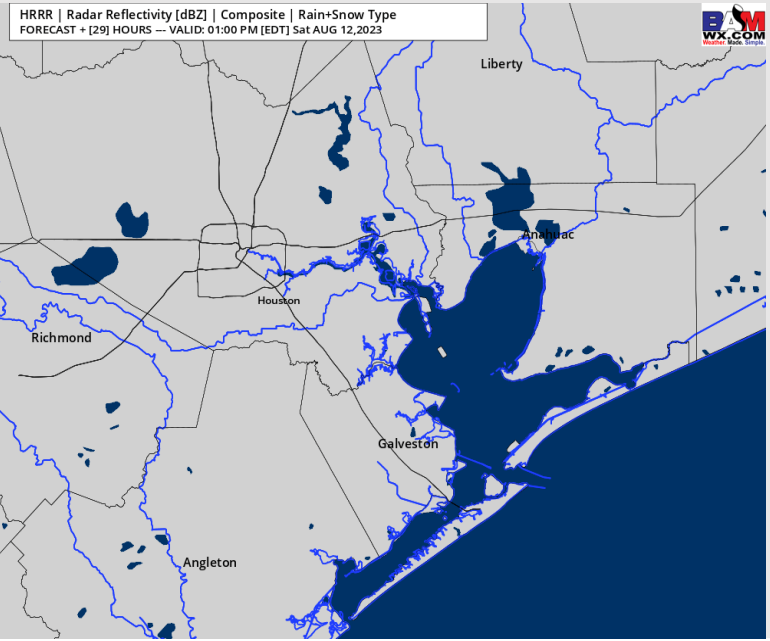 HRRR | Radar Reflectivity [dBZ] | Composite | Rain+Snow Type
FORECAST + [29] HOURS --- VALID: 01:00 PM [EDT] Sat AUG 12,2023
BAM
WX.COM
Weather. Made. Simple.
Liberty
Anahuac
Houston
Richmond
Galveston
Angleton